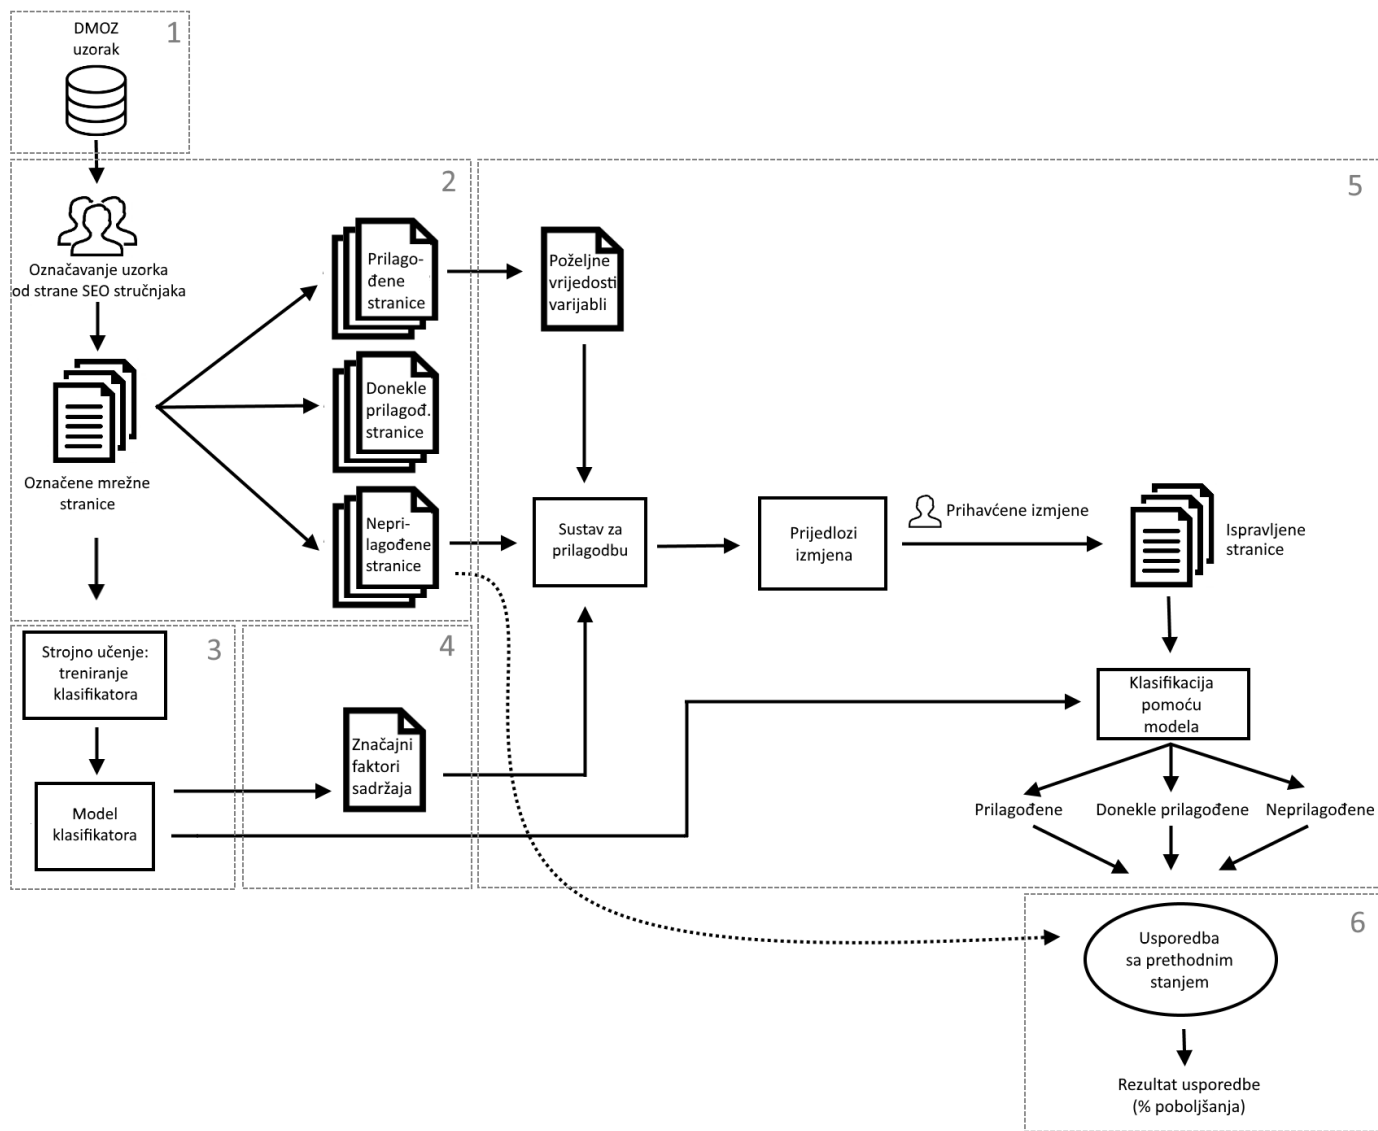 DMOZ
uzorak
1
2
Označavanje uzorka
od strane SEO stručnjaka
Označene mrežne
stranice
Prilago-
đene
stranice
Donekle
prilagođ.
stranice
Nepri-
lagođene
stranice
3
Strojno učenje:
treniranje
klasifikatora
Model
klasifikatora
4
Značajni
faktori
sadržaja
5
Poželjne
vrijedosti
varijabli
Sustav za
prilagodbu
Prijedlozi
izmjena
Prihavćene izmjene
Ispravljene
stranice
Klasifikacija
pomoću
modela
Prilagođene
Donekle prilagođene
Neprilagođene
6
Usporedba
sa prethodnim
stanjem
Rezultat usporedbe
(% poboljšanja)